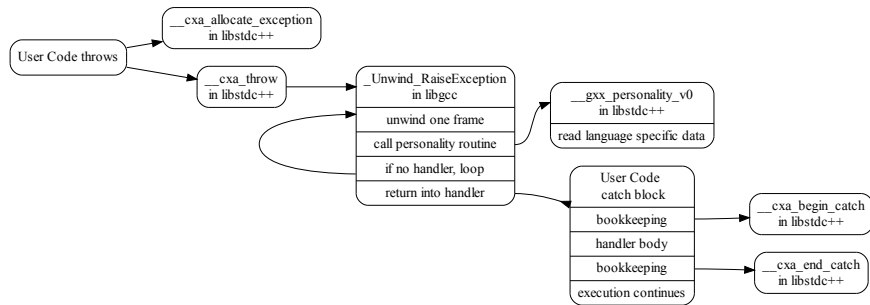 __cxa_allocate_exception
in libstdc++
User Code throws
__cxa_throw
in libstdc++
_Unwind_RaiseException
in libgcc
unwind one frame
call personality routine
if no handler, loop
return into handler
__gxx_personality_v0
in libstdc++
read language specific data
User Code
catch block
bookkeeping
handler body
bookkeeping
execution continues
__cxa_begin_catch
in libstdc++
__cxa_end_catch
in libstdc++